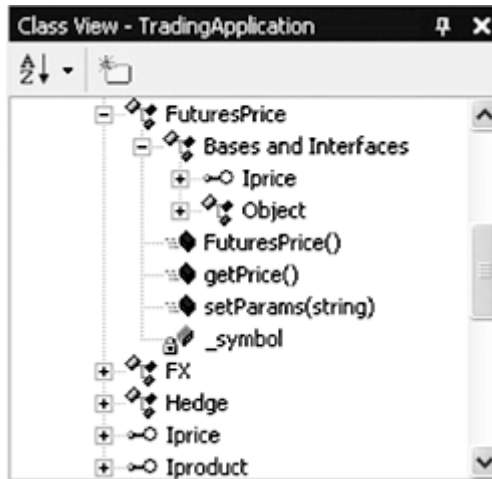 Class View - TradingApplication
FuturesPrice
Bases and Interfaces
Iprice
Object
FuturesPrice()
getPrice()
setParams(string)
_symbol
FX
Hedge
Iprice
Iproduct